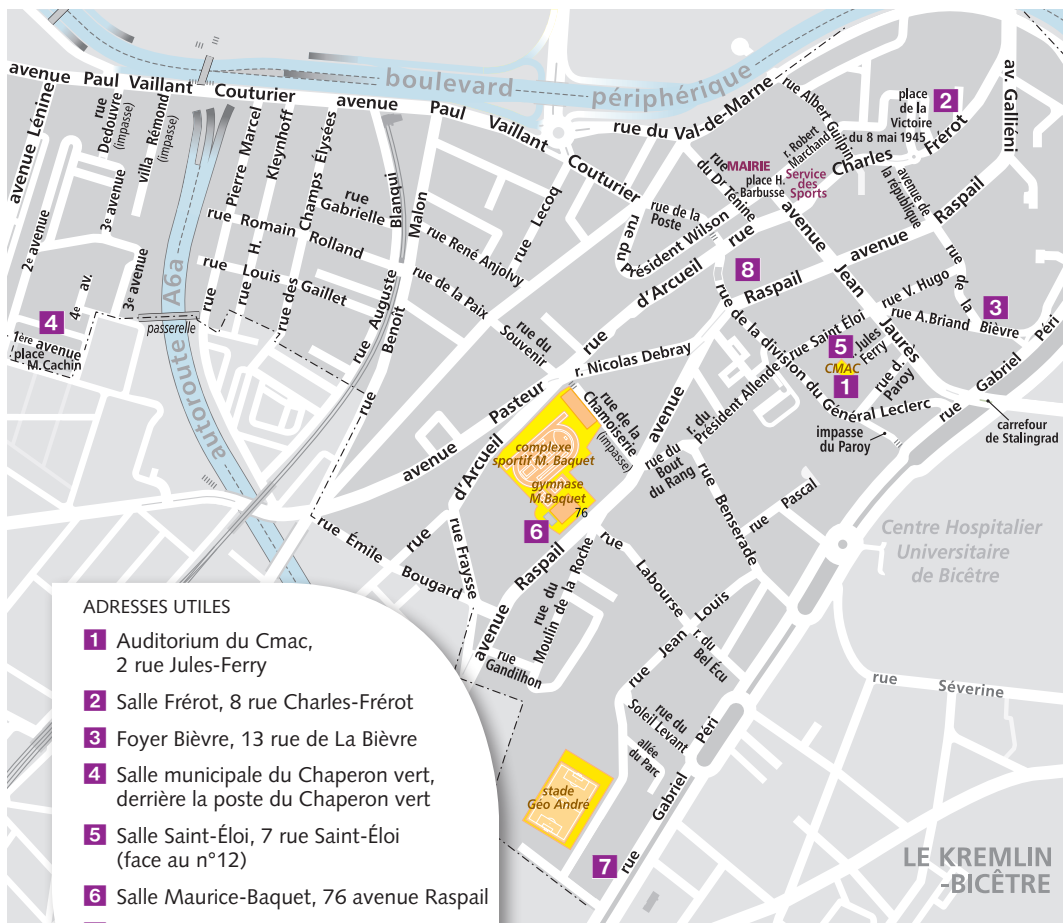 boulevard
périphérique
avenue Paul Vaillant Couturier
avenue Paul Vaillant Couturier
avenue Lénine
rue
Dedouvre
(impasse)
villa Rémond
(impasse)
2e avenue
3e avenue
3e avenue
4e av.
4
1ère avenue
place
M.Cachin
passerelle
autoroute A6a
rue Pierre Marcel
rue H. Kleynhoff
rue des Champs Élysées
rue
Gabrielle
rue Romain Rolland
rue Louis Gaillet
rue Auguste Blanqui
rue Benoit Malon
rue René Anjolvy
rue Lecocq
rue de la Paix
rue du
Souvenir
rue du Val-de-Marne
rue Albert Guilpin
r. Robert
Marchand
MAIRIE
place H.
Barbusse
Service
des
Sports
rue
du Dr Tenine
rue de la
Poste
rue du
Président Wilson
rue Charles Frérot
place
de la
Victoire
du 8 mai 1945
2
av. Galliéni
avenue de
la république
avenue Raspail
avenue Jean Jaurès
rue d'Arcueil
8
Raspail
rue de la division du Général Leclerc
rue Saint Éloi
5
Jules
Ferry
CMAC
1
rue d.
Paroy
impasse
du Paroy
rue V. Hugo
rue A.Briand
rue de la Bièvre
3
rue Gabriel Péri
carrefour
de Stalingrad
r. Nicolas Debray
avenue Pasteur
rue d'Arcueil
rue de la
Chamoiserie
(impasse)
complexe
sportif M. Baquet
gymnase
M.Baquet
76
6
avenue
r. du
Président Allende
rue du
Bout
du Rang
rue Benserade
rue Pascal
Centre Hospitalier
Universitaire
de Bicêtre
rue Émile Bougard
rue Fraysse
avenue Raspail
rue du
Moulin de la Roche
rue
Gandilhon
rue Labourse
rue Jean Louis
r. du
Bel Écu
rue du
Soleil Levant
allée
du Parc
rue Gabriel Péri
rue Séverine
stade
Géo André
7
LE KREMLIN
-BICÊTRE
ADRESSES UTILES
1 Auditorium du Cmac,
2 rue Jules-Ferry
2 Salle Frérot, 8 rue Charles-Frérot
3 Foyer Bièvre, 13 rue de La Bièvre
4 Salle municipale du Chaperon vert,
derrière la poste du Chaperon vert
5 Salle Saint-Éloi, 7 rue Saint-Éloi
(face au n°12)
6 Salle Maurice-Baquet, 76 avenue Raspail